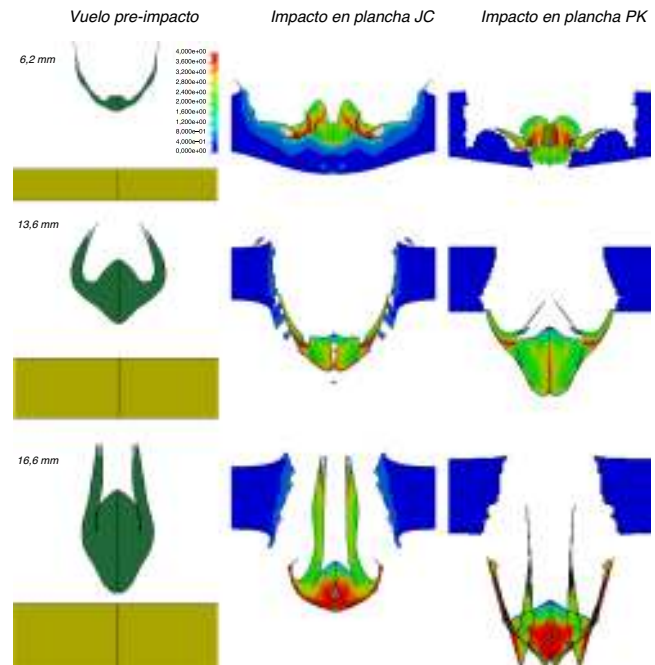 Vuelo pre-impacto
Impacto en plancha JC
Impacto en plancha PK
6,2 mm
4,000e+00
3,600e+00
3,200e+00
2,800e+00
2,400e+00
2,000e+00
1,600e+00
1,200e+00
8,000e–01
4,000e–01
0,000e+00
13,6 mm
16,6 mm